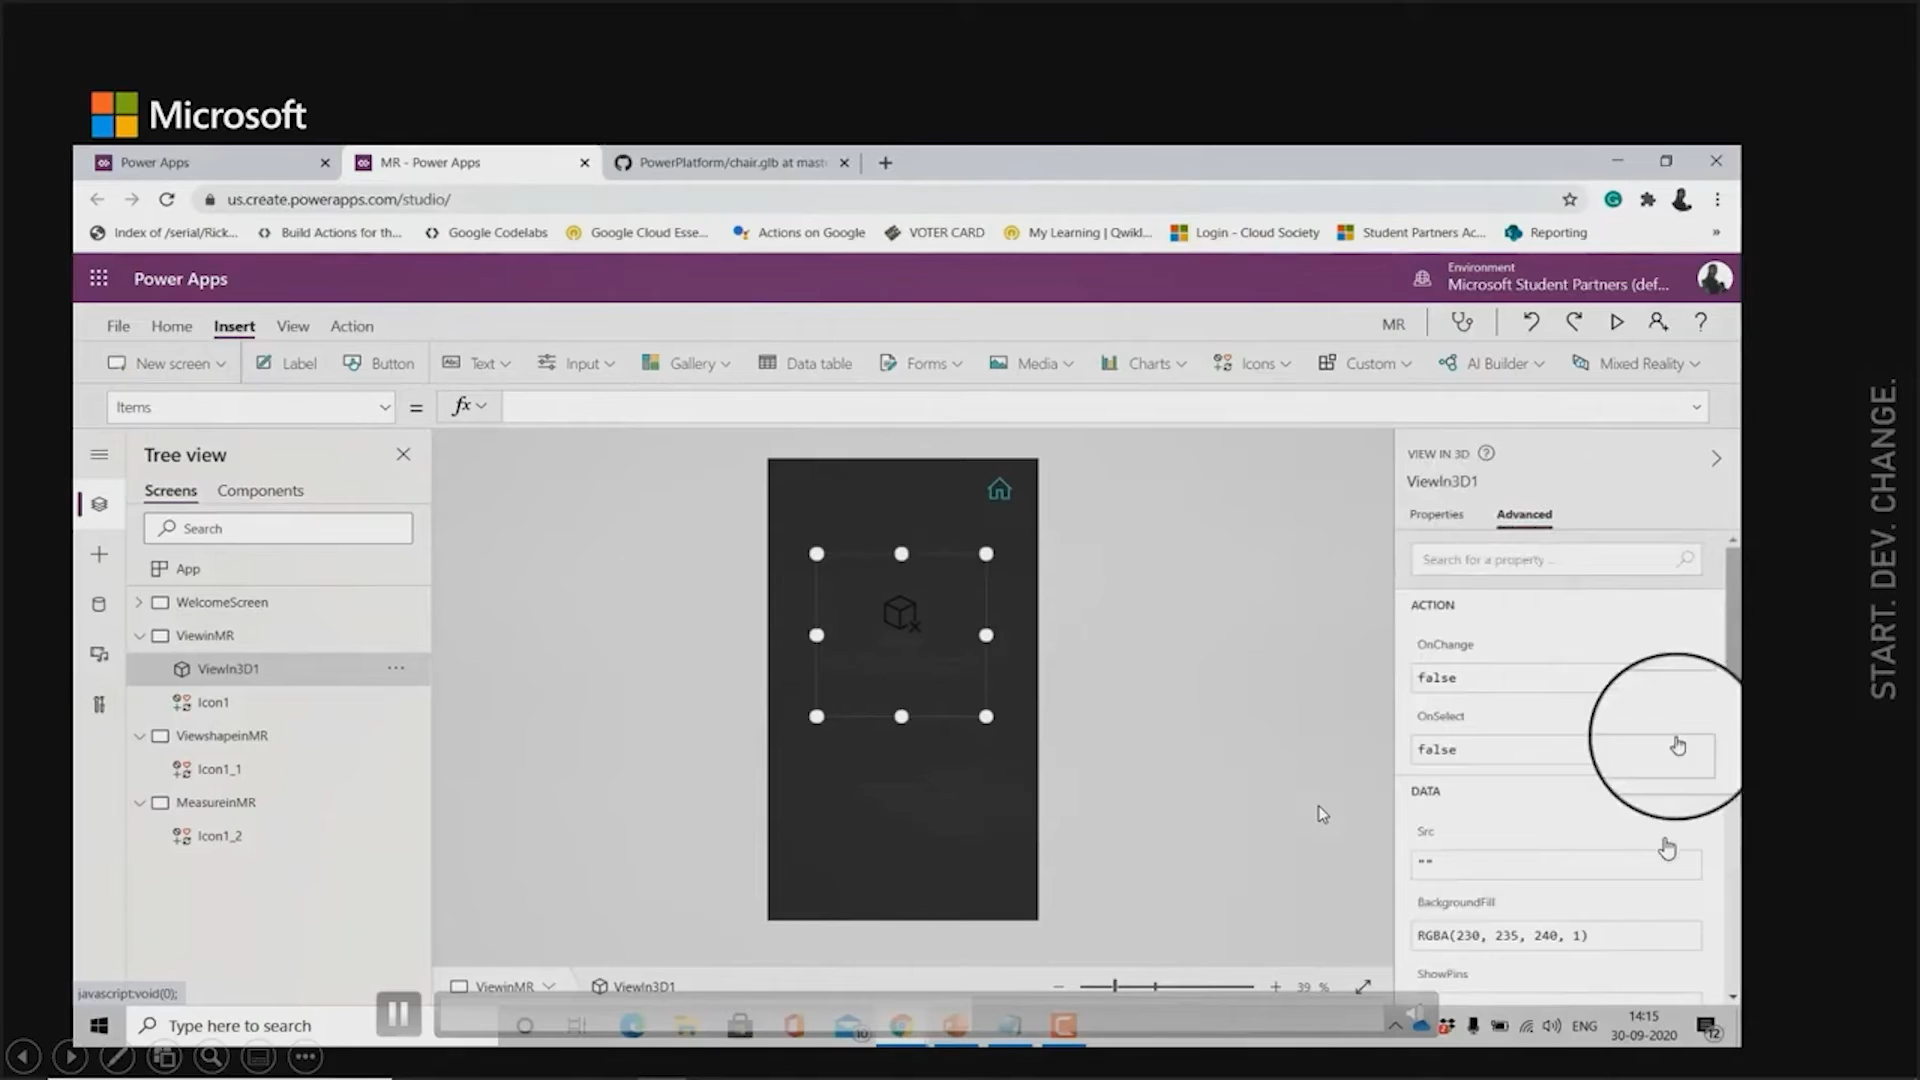 Microsoft
Power Apps
MR - Power Apps
PowerPlatform/chair.glb at mast
us.create.powerapps.com/studio/
Index of /serial/Rick...
Build Actions for th...
Google Codelabs
Google Cloud Esse...
Actions on Google
VOTER CARD
My Learning | Qwikl...
Login - Cloud Society
Student Partners Ac...
Reporting
»
Power Apps
Environment
Microsoft Student Partners (def...
File
Home
Insert
View
Action
MR
New screen
Label
Button
Text
Input
Gallery
Data table
Forms
Media
Charts
Icons
Custom
AI Builder
Mixed Reality
Items
=
fx
Tree view
Screens
Components
Search
App
WelcomeScreen
ViewinMR
ViewIn3D1
Icon1
ViewshapeinMR
Icon1_1
MeasureinMR
Icon1_2
VIEW IN 3D
ViewIn3D1
Properties
Advanced
Search for a property ...
ACTION
OnChange
false
OnSelect
false
DATA
Src
""
BackgroundFill
RGBA(230, 235, 240, 1)
ShowPins
START. DEV. CHANGE.
ViewinMR
ViewIn3D1
39 %
javascript:void(0);
Type here to search
ENG
14:15
30-09-2020
12